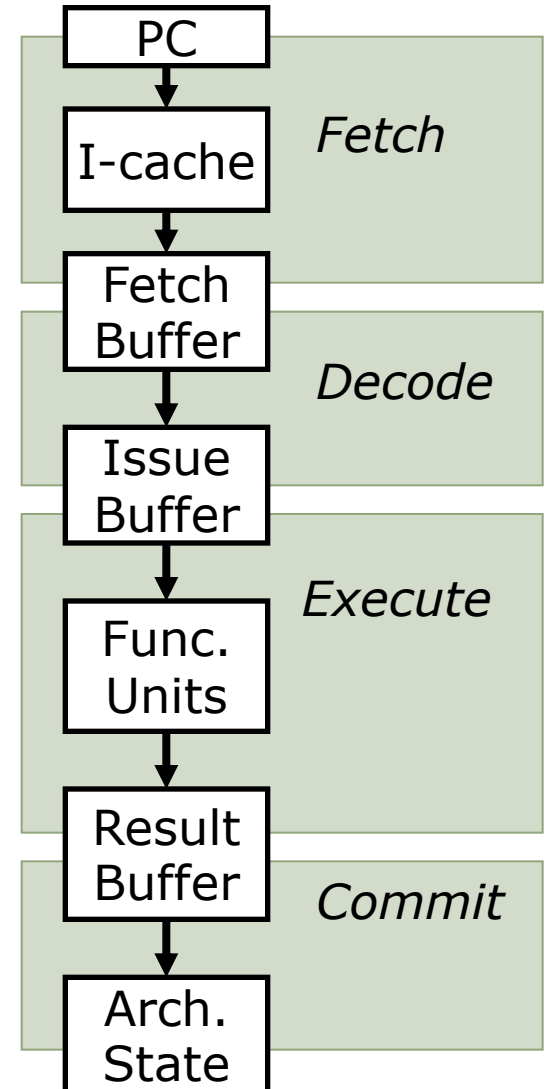 PC
Fetch
I-cache
Fetch
Buffer
Decode
Issue
Buffer
Execute
Func.
Units
Result
Buffer
Commit
Arch.
State